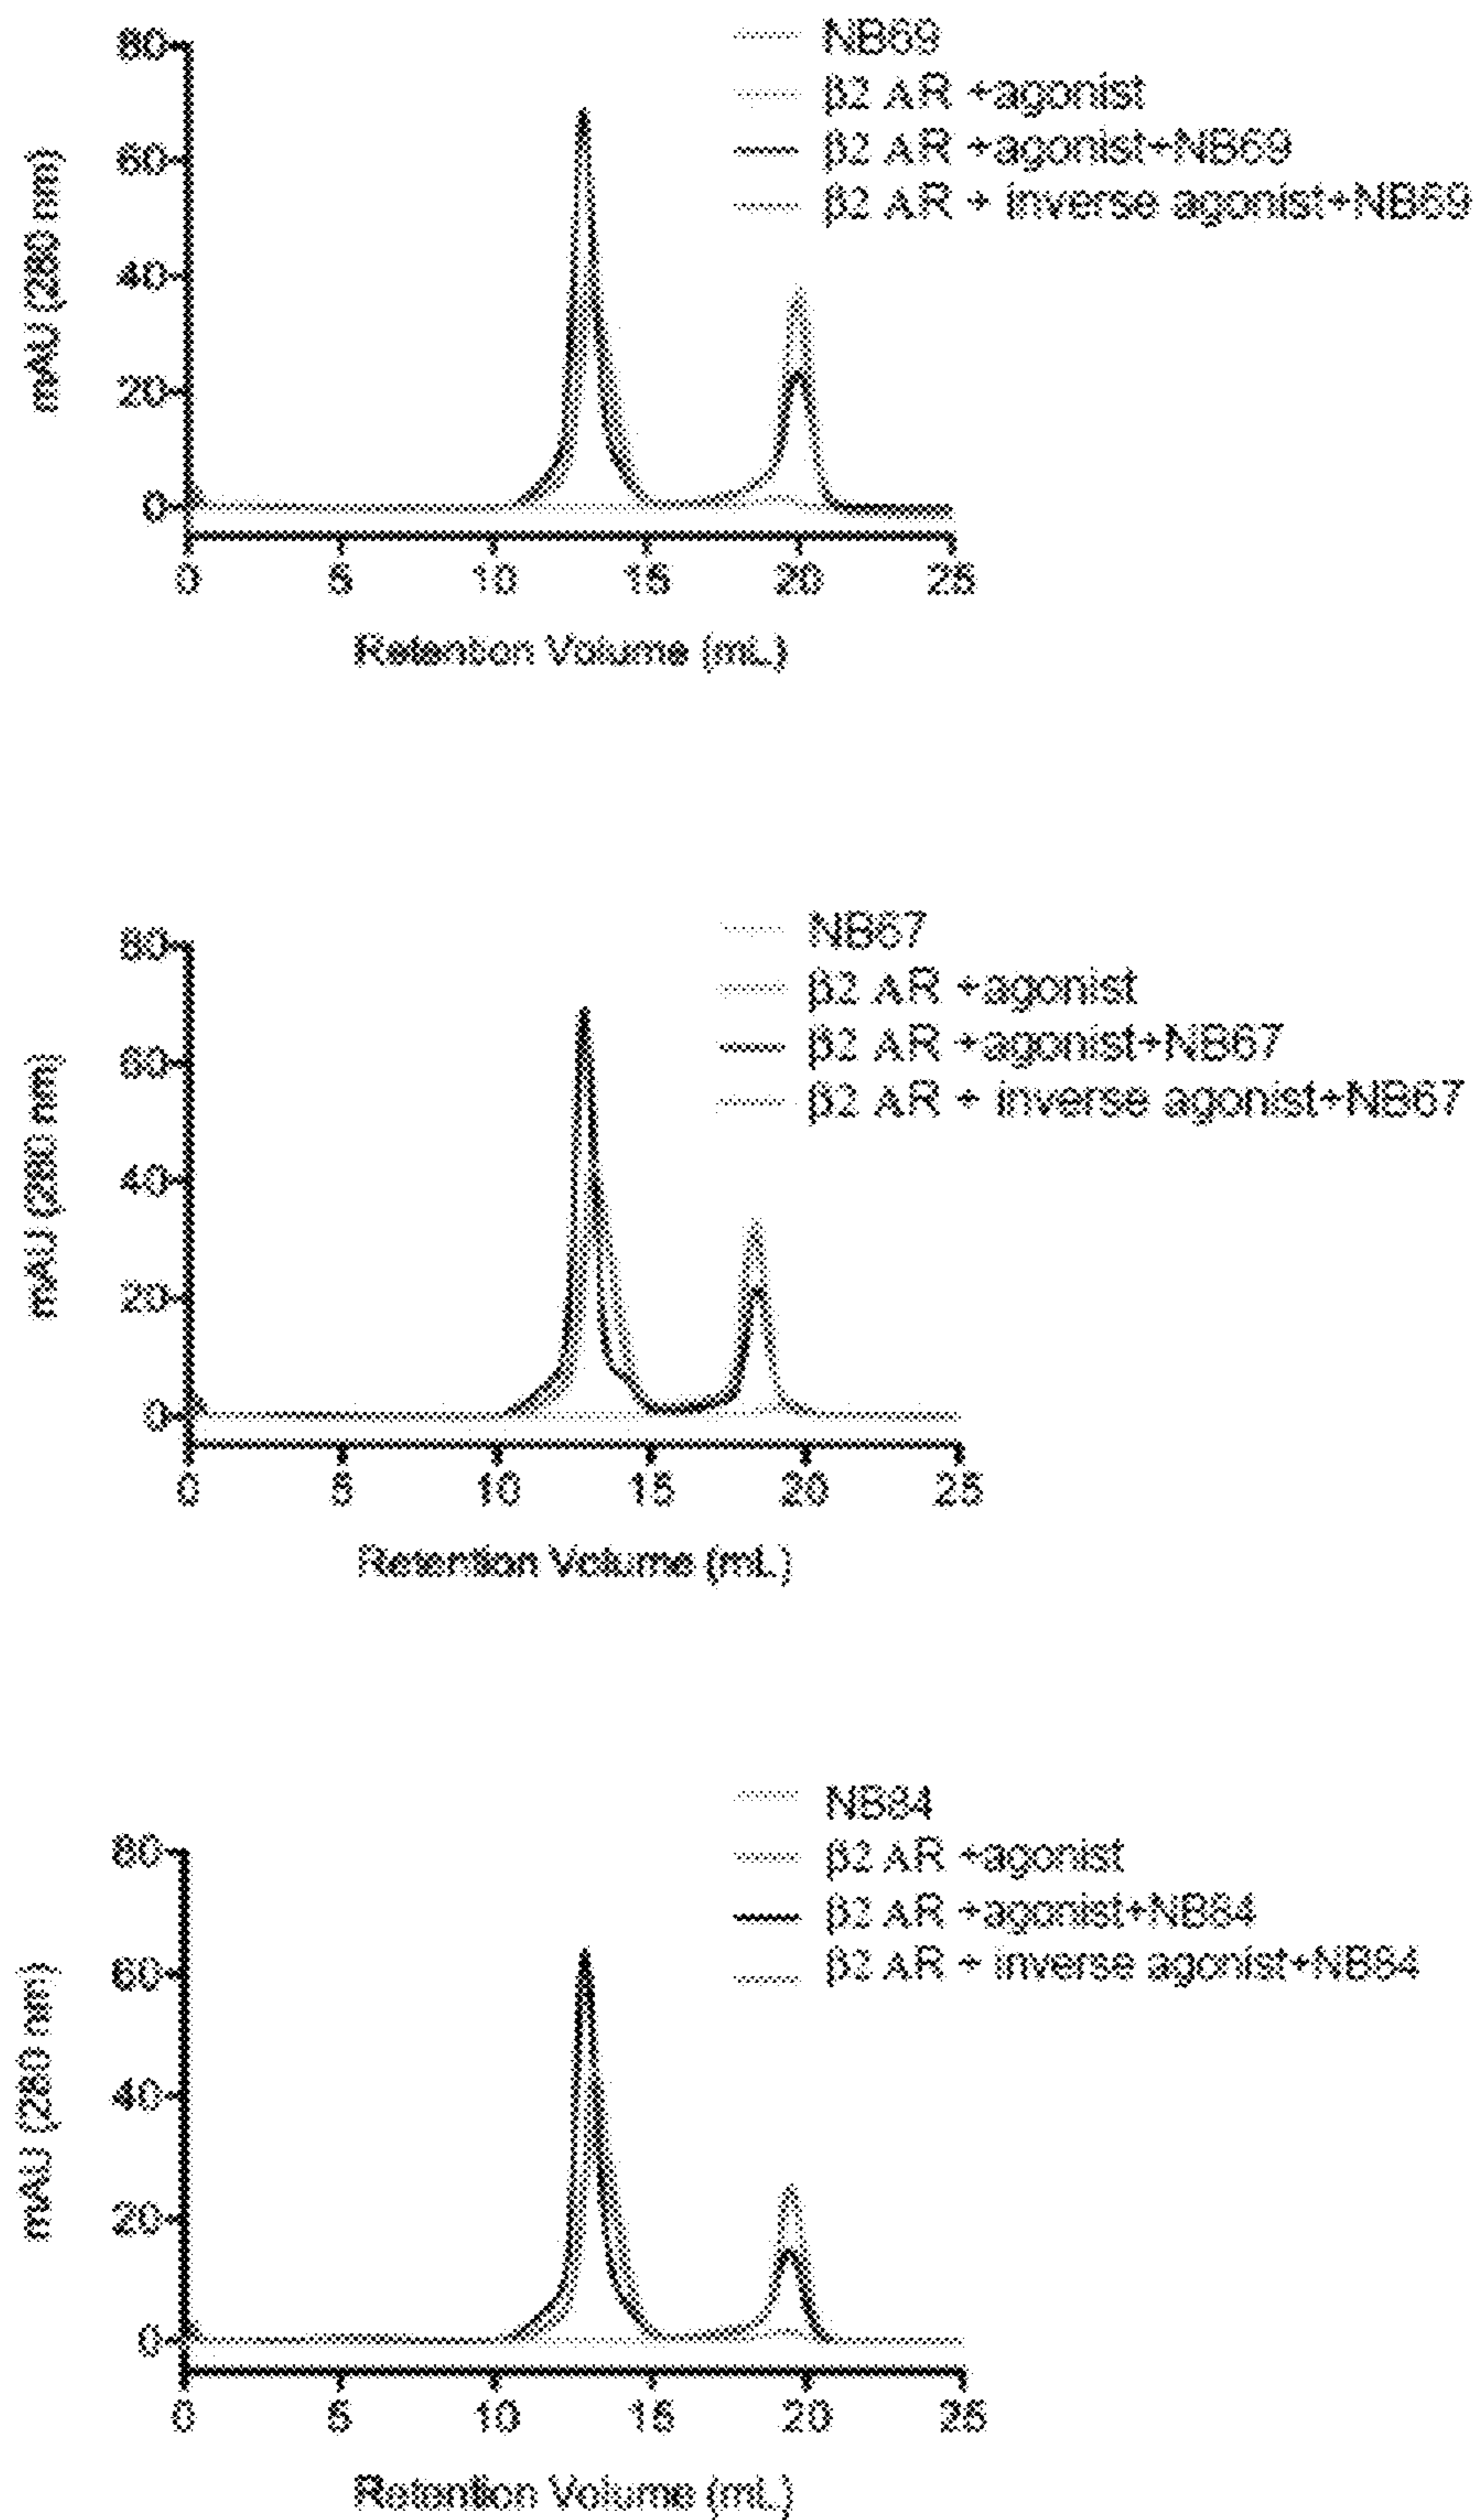 NB69
β2 AR +agonist
β2 AR +agonist+NB69
β2 AR + inverse agonist+NB69
mAU (280 nm)
80
60
40
20
0
0 5 10 15 20 25
Retention Volume (mL)
NB67
β2 AR +agonist
β2 AR +agonist+NB67
β2 AR + inverse agonist+NB67
mAU (280 nm)
80
60
40
20
0
0 5 10 15 20 25
Retention Volume (mL)
NB84
β2 AR +agonist
β2 AR +agonist+NB84
β2 AR + inverse agonist+NB84
mAU (280 nm)
80
60
40
20
0
0 5 10 15 20 25
Retention Volume (mL)